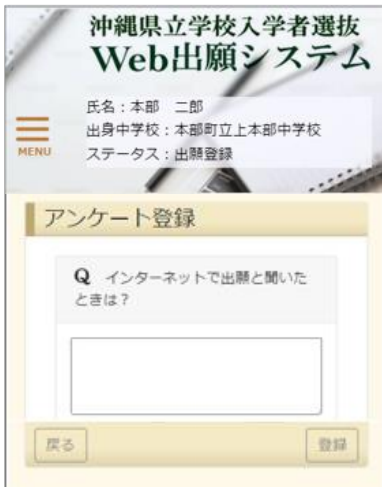 沖縄県立学校入学者選抜
Web出願システム
氏名：本部　二郎
出身中学校：本部町立上本部中学校
MENU
ステータス：出願登録
アンケート登録
Q インターネットで出願と聞いた
ときは？
戻る
登録